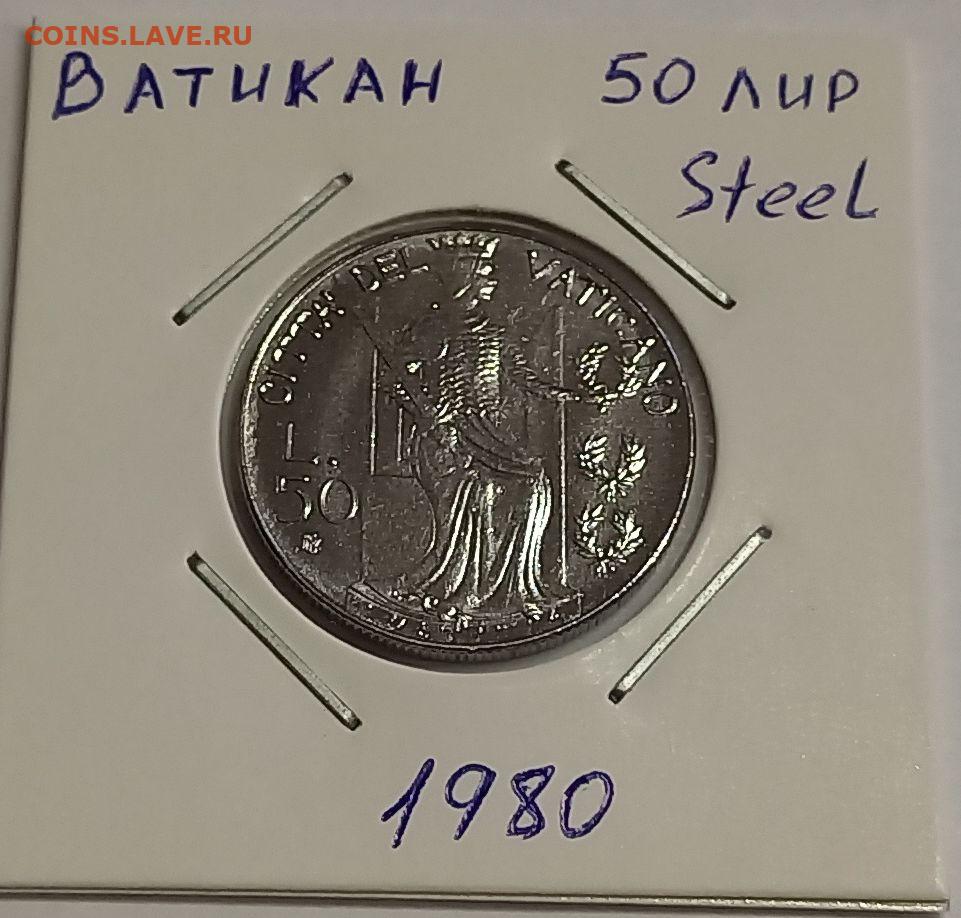 COINS.LAVE.RU
ВАТИКАН 50 лир
Steel
CITTA' DEL VATICANO
L.
50
1980